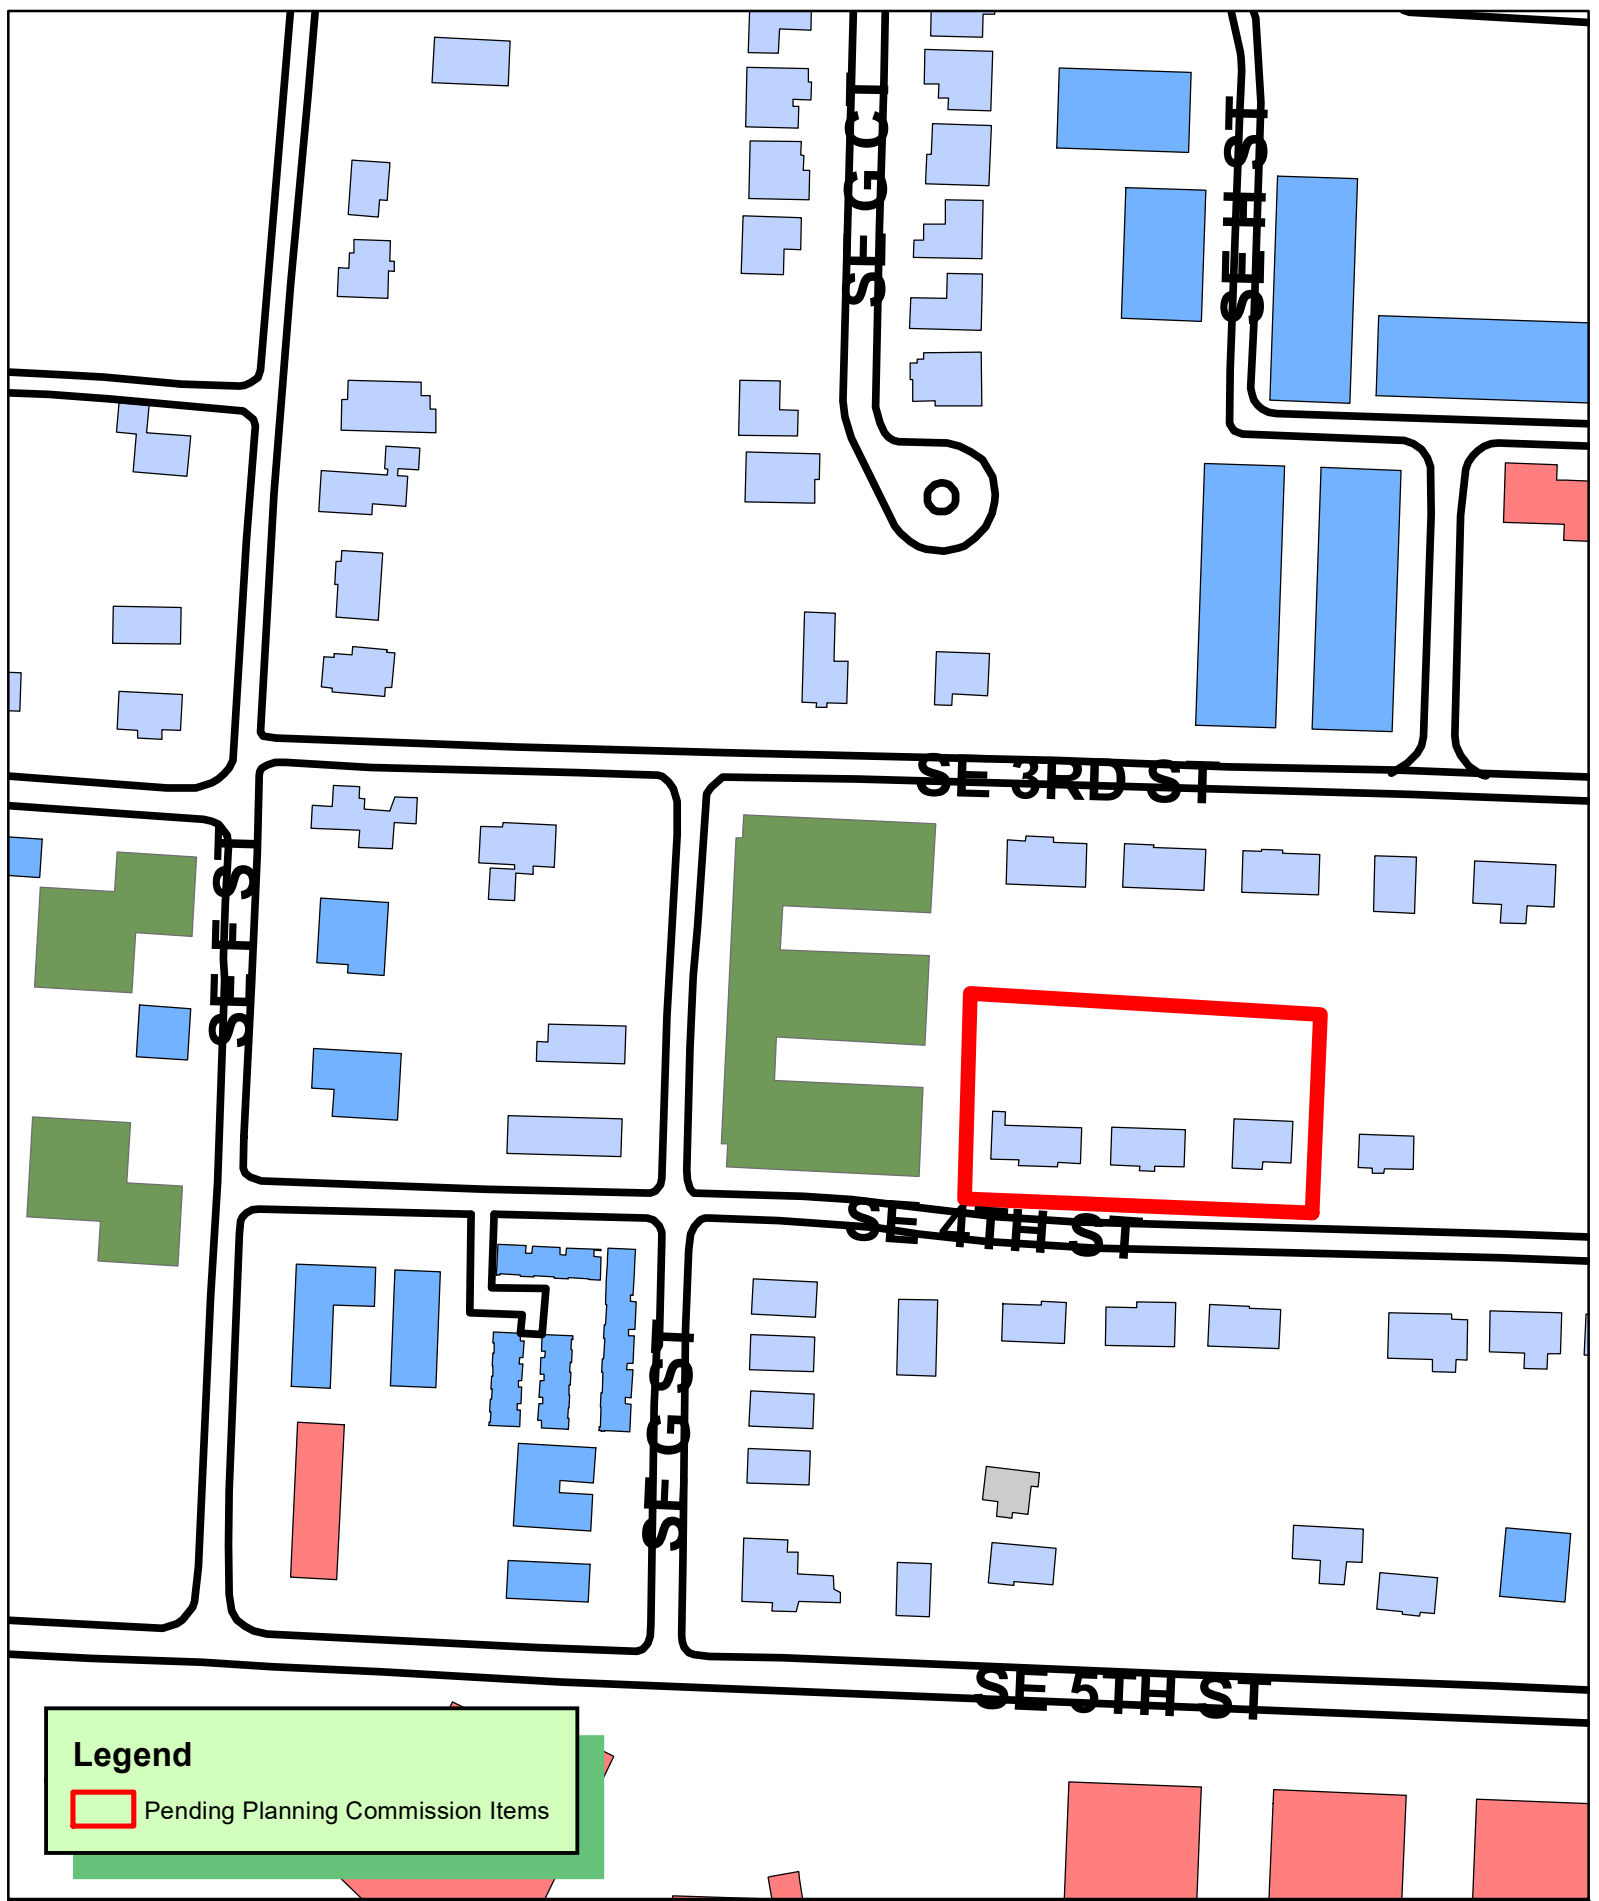 SE G CT
SE H ST
SE 3RD ST
SE F ST
SE 4TH ST
SE G ST
SE 5TH ST
Legend
Pending Planning Commission Items